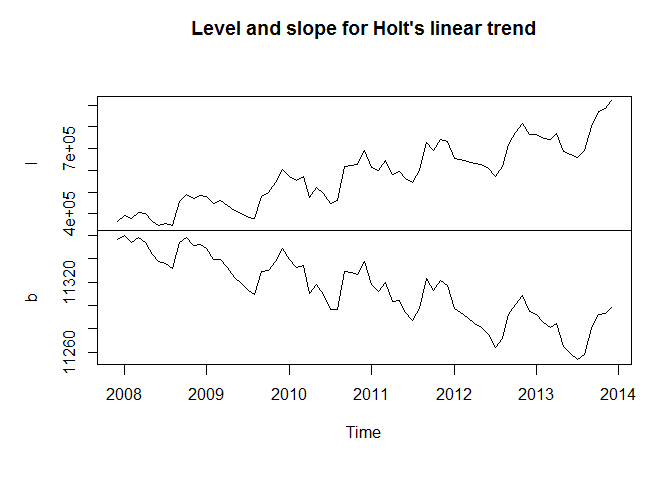 Level and slope for Holt's linear trend
l
4e+05 7e+05
b
11260 11320
2008 2009 2010 2011 2012 2013 2014
Time